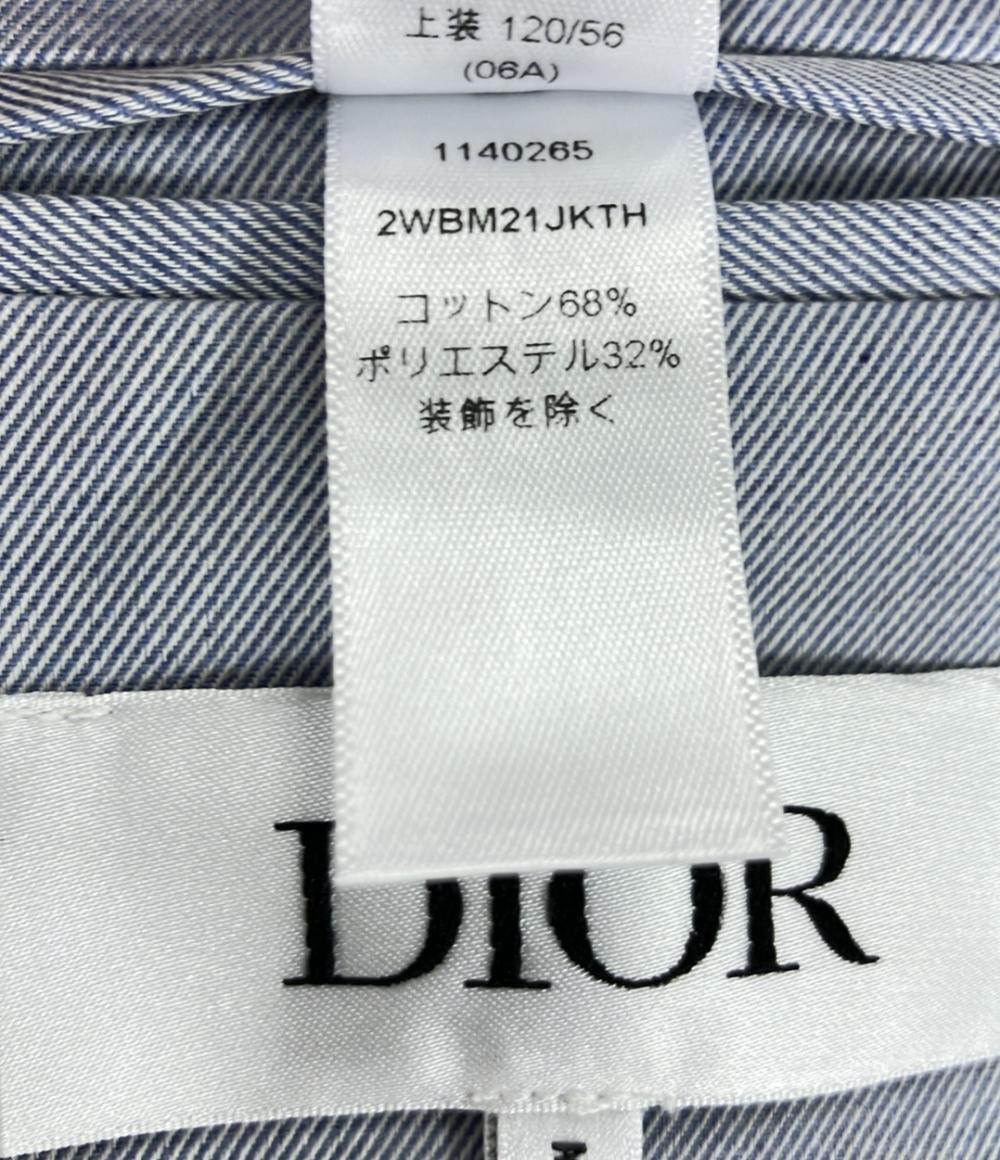 上装 120/56
(06A)
1140265
2WBM21JKTH
コットン68%
ポリエステル32%
装飾を除く
DIOR